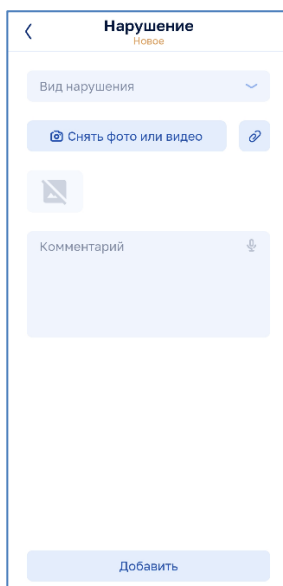 Нарушение
Новое
Вид нарушения
Снять фото или видео
Комментарий
Добавить